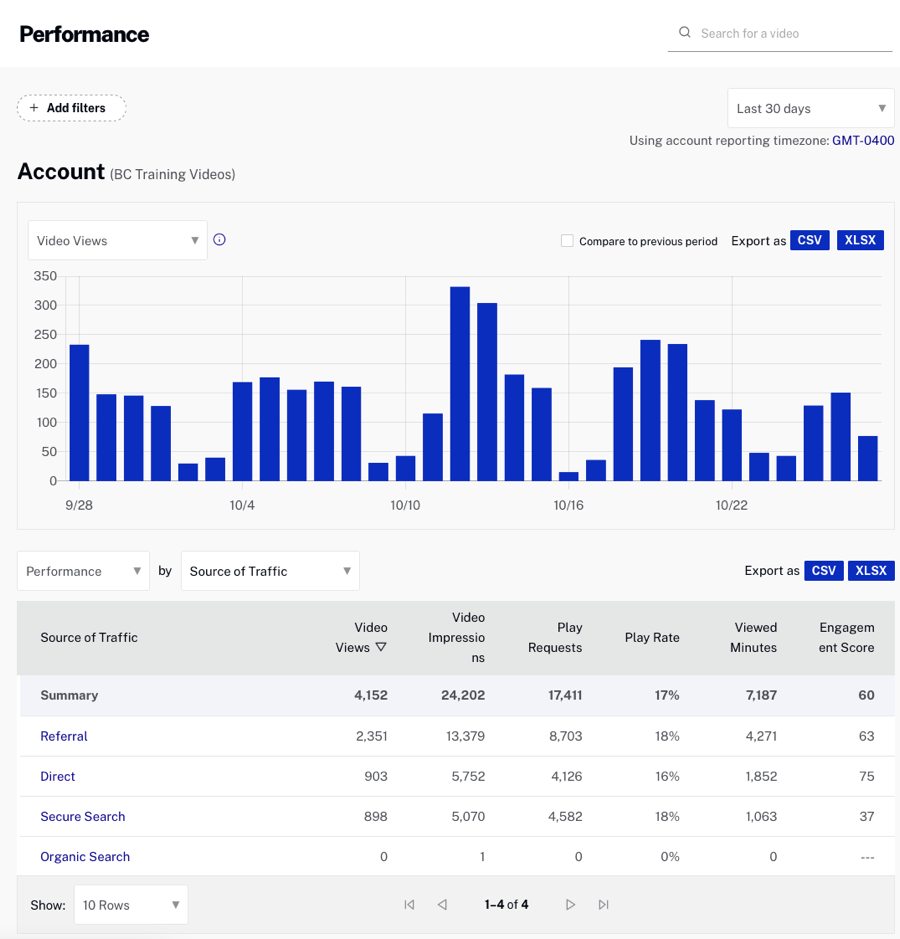 Performance
Search for a video
+ Add filters
Last 30 days
Using account reporting timezone: GMT-0400
Account (BC Training Videos)
Video Views
Compare to previous period Export as CSV XLSX
350
300
250
200
150
100
50
0
9/28 10/4 10/10 10/16 10/22
Performance by Source of Traffic Export as CSV XLSX
Source of Traffic
Video
Views
Video
Impressio
ns
Play
Requests
Play Rate
Viewed
Minutes
Engagem
ent Score
Summary 4,152 24,202 17,411 17% 7,187 60
Referral 2,351 13,379 8,703 18% 4,271 63
Direct 903 5,752 4,126 16% 1,852 75
Secure Search 898 5,070 4,582 18% 1,063 37
Organic Search 0 1 0 0% 0 ---
Show: 10 Rows 1–4 of 4